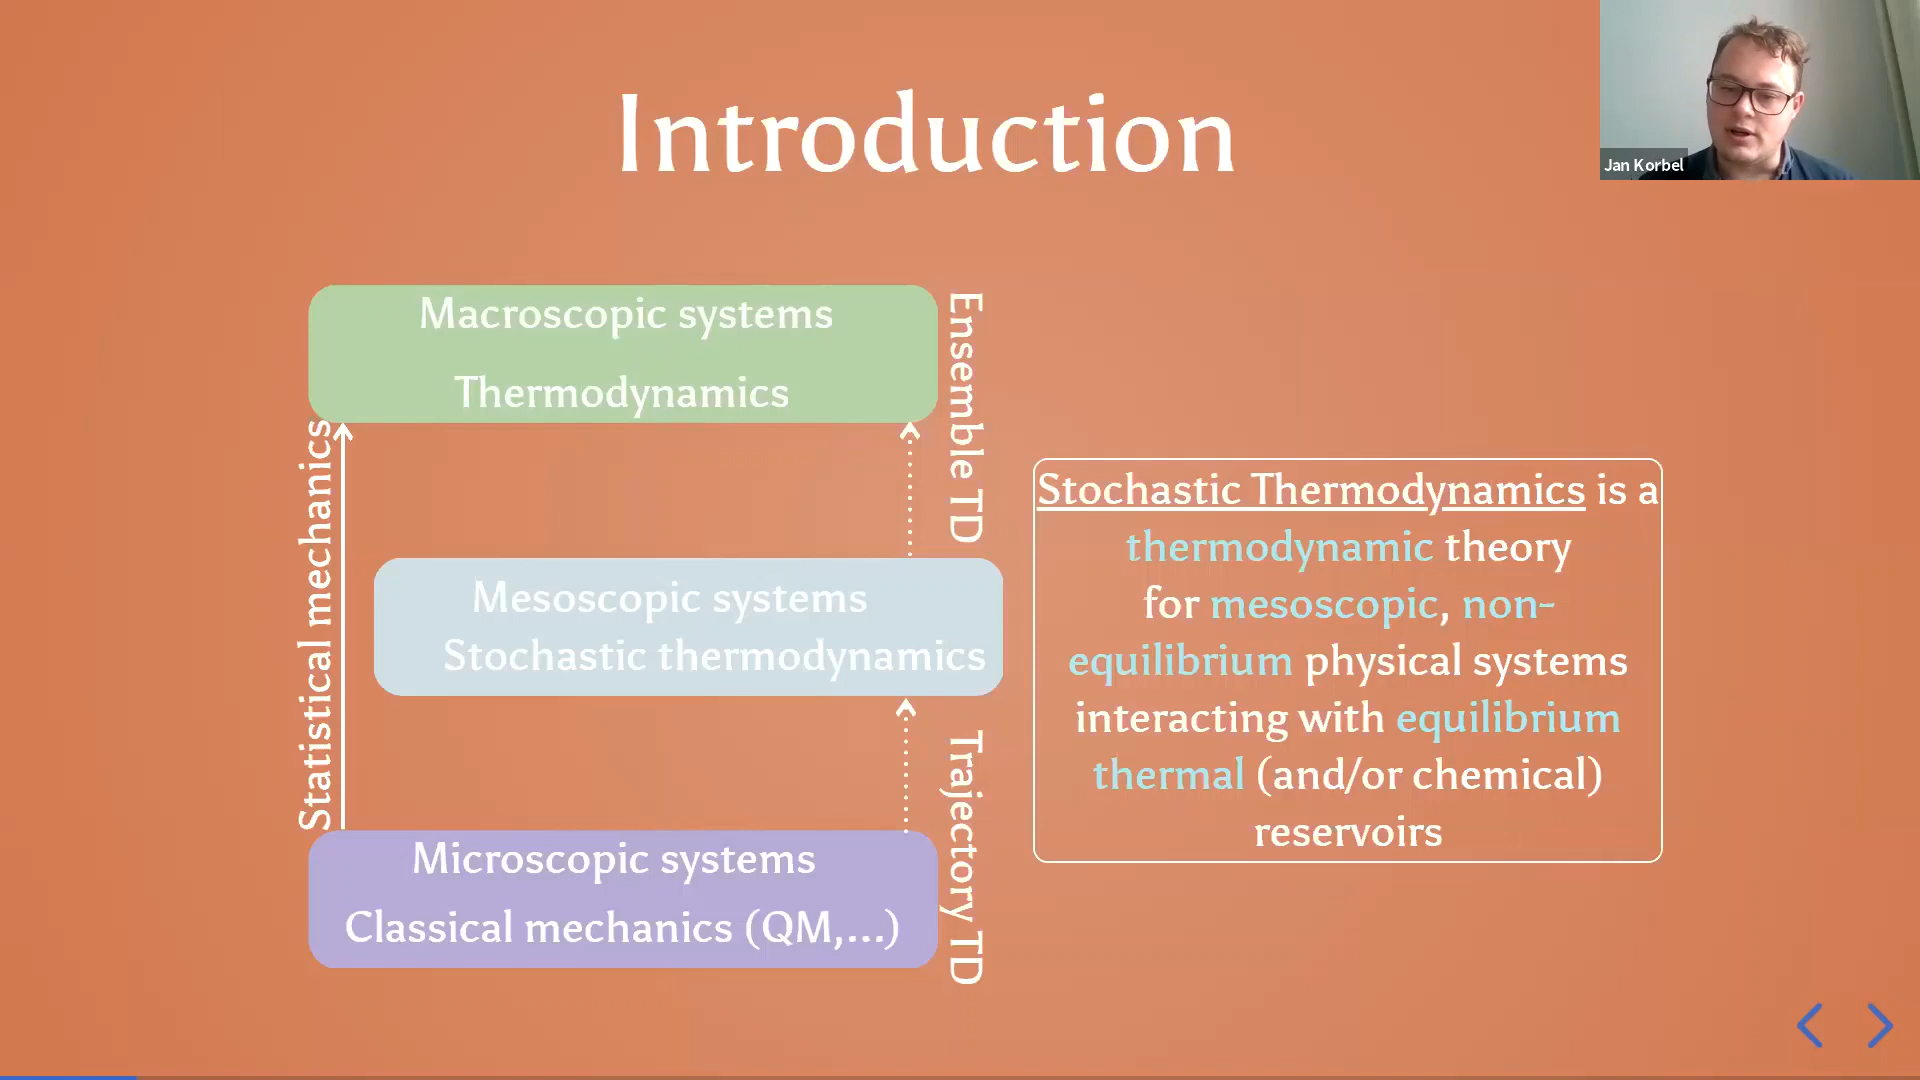 Introduction
Jan Korbel
Macroscopic systems
Thermodynamics
Ensemble TD
Statistical mechanics
Mesoscopic systems
Stochastic thermodynamics
Trajectory TD
Microscopic systems
Classical mechanics (QM,...)
Stochastic Thermodynamics is a
thermodynamic theory
for mesoscopic, non-
equilibrium physical systems
interacting with equilibrium
thermal (and/or chemical)
reservoirs